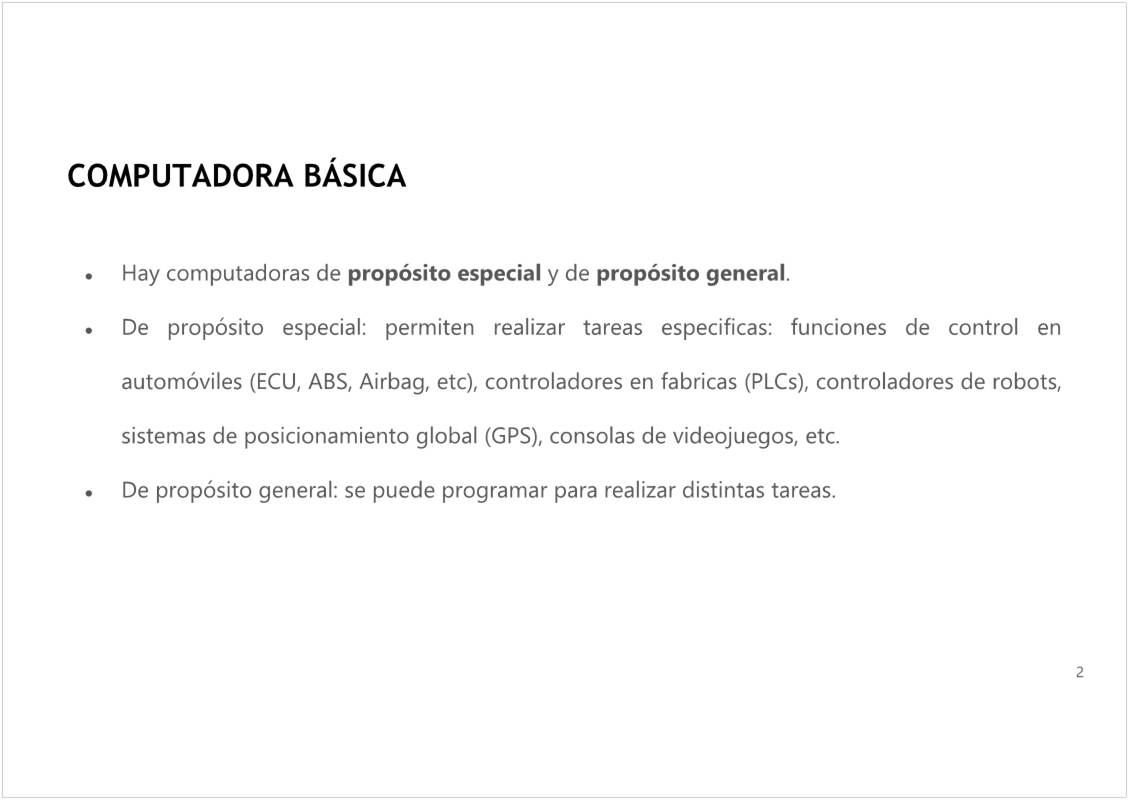 COMPUTADORA BÁSICA
• Hay computadoras de propósito especial y de propósito general.
• De propósito especial: permiten realizar tareas especificas: funciones de control en
automóviles (ECU, ABS, Airbag, etc), controladores en fabricas (PLCs), controladores de robots,
sistemas de posicionamiento global (GPS), consolas de videojuegos, etc.
• De propósito general: se puede programar para realizar distintas tareas.
2